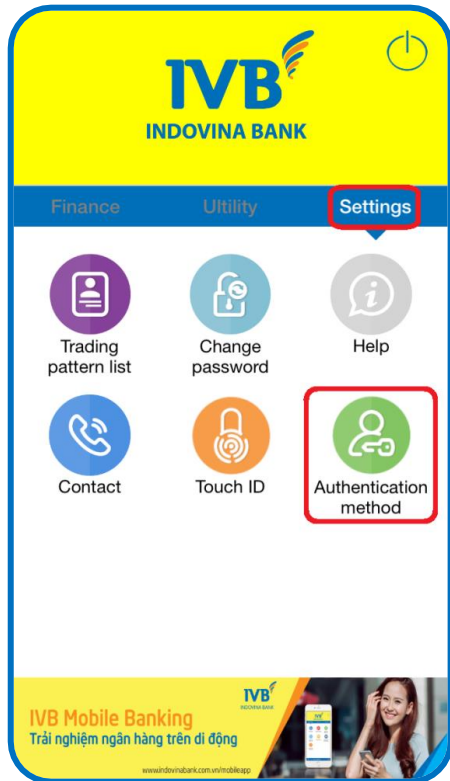 IVB
INDOVINA BANK
Finance Ultility Settings
Trading
pattern list
Change
password
Help
Contact
Touch ID
Authentication
method
IVB
INDOVINA BANK
IVB Mobile Banking
Trải nghiệm ngân hàng trên di động
www.indovinabank.com.vn/mobileapp